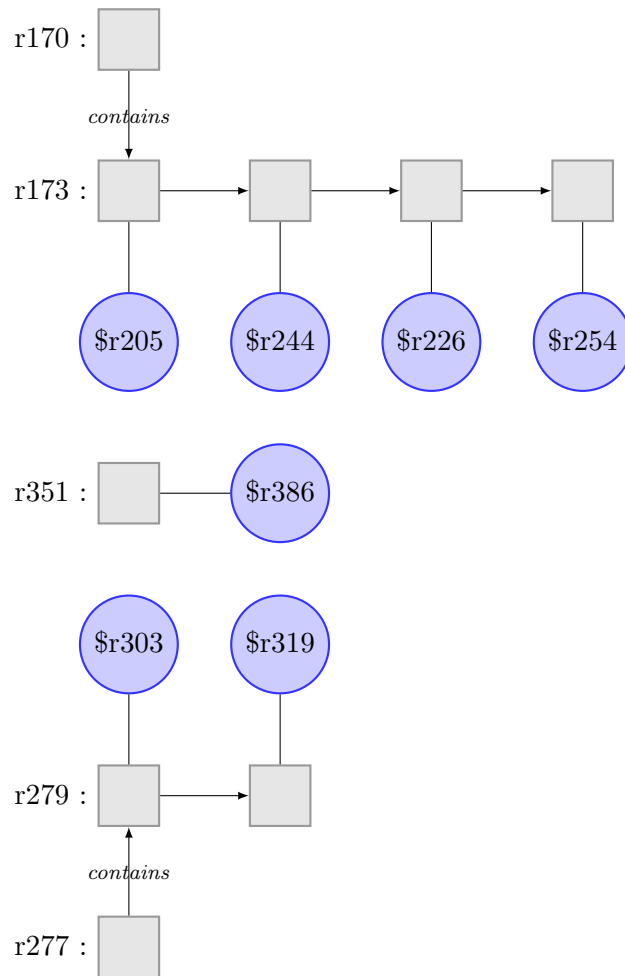 r170 :
contains
r173 :
$r205 $r244 $r226 $r254
r351 : $r386
$r303 $r319
r279 :
contains
r277 :